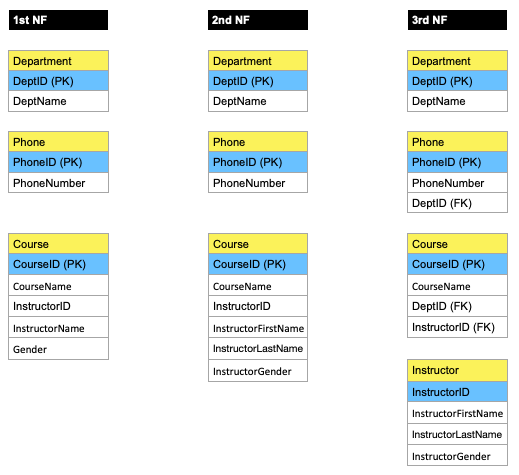 1st NF
Department
DeptID (PK)
DeptName
Phone
PhoneID (PK)
PhoneNumber
Course
CourseID (PK)
CourseName
InstructorID
InstructorName
Gender
2nd NF
Department
DeptID (PK)
DeptName
Phone
PhoneID (PK)
PhoneNumber
Course
CourseID (PK)
CourseName
InstructorID
InstructorFirstName
InstructorLastName
InstructorGender
3rd NF
Department
DeptID (PK)
DeptName
Phone
PhoneID (PK)
PhoneNumber
DeptID (FK)
Course
CourseID (PK)
CourseName
DeptID (FK)
InstructorID (FK)
Instructor
InstructorID
InstructorFirstName
InstructorLastName
InstructorGender